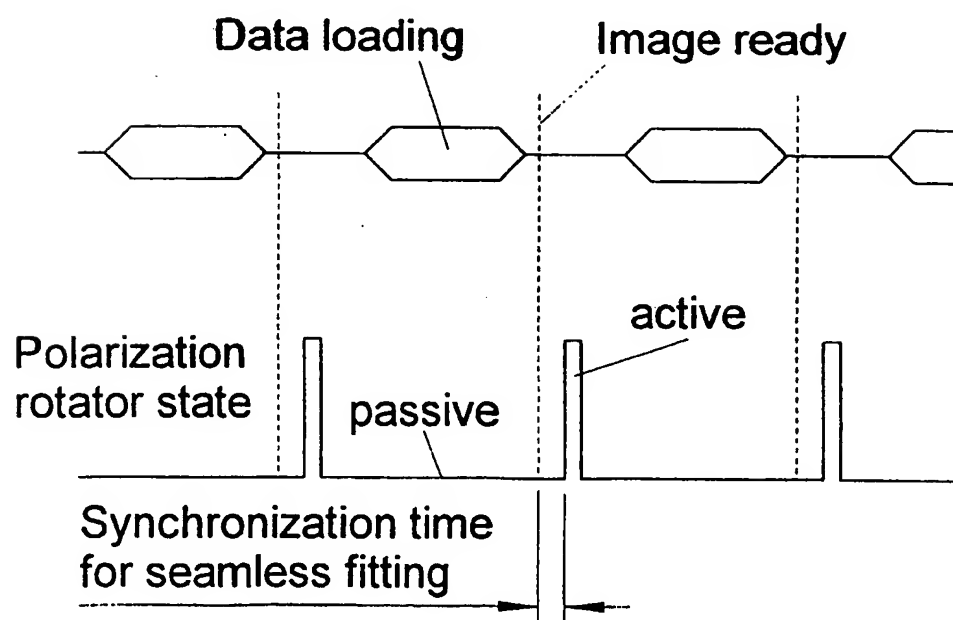 Data loading
Image ready
active
Polarization
rotator state
passive
Synchronization time
for seamless fitting